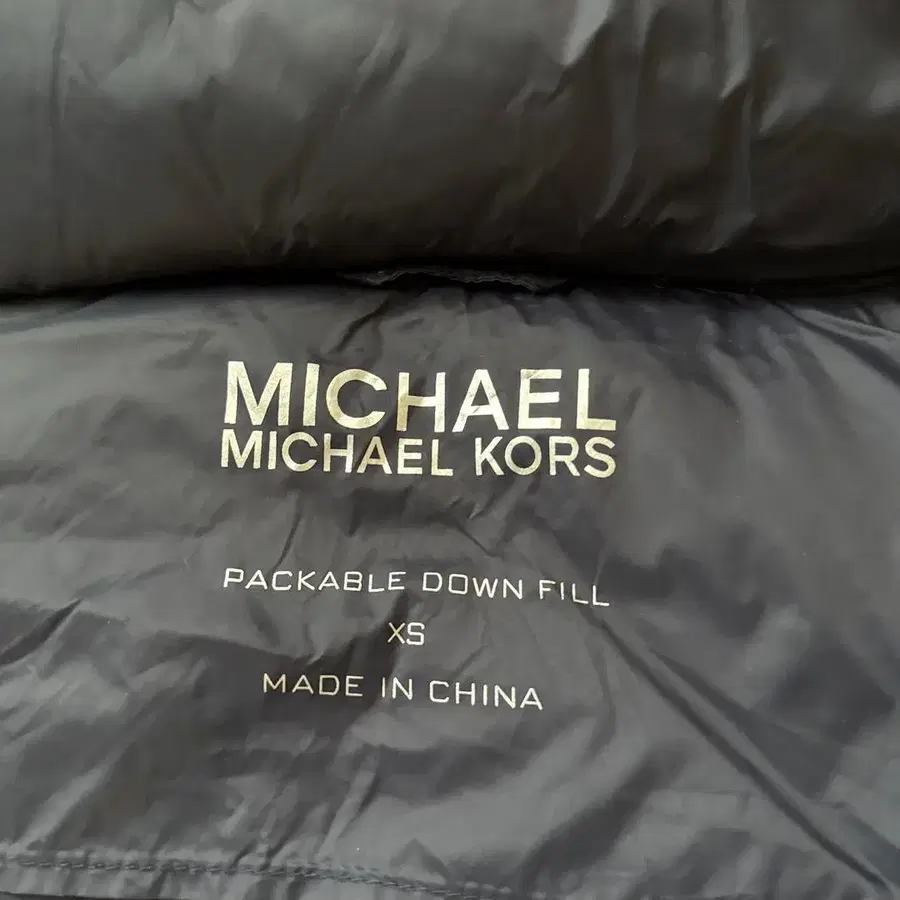 MICHAEL
MICHAEL KORS
PACKABLE DOWN FILL
XS
MADE IN CHINA